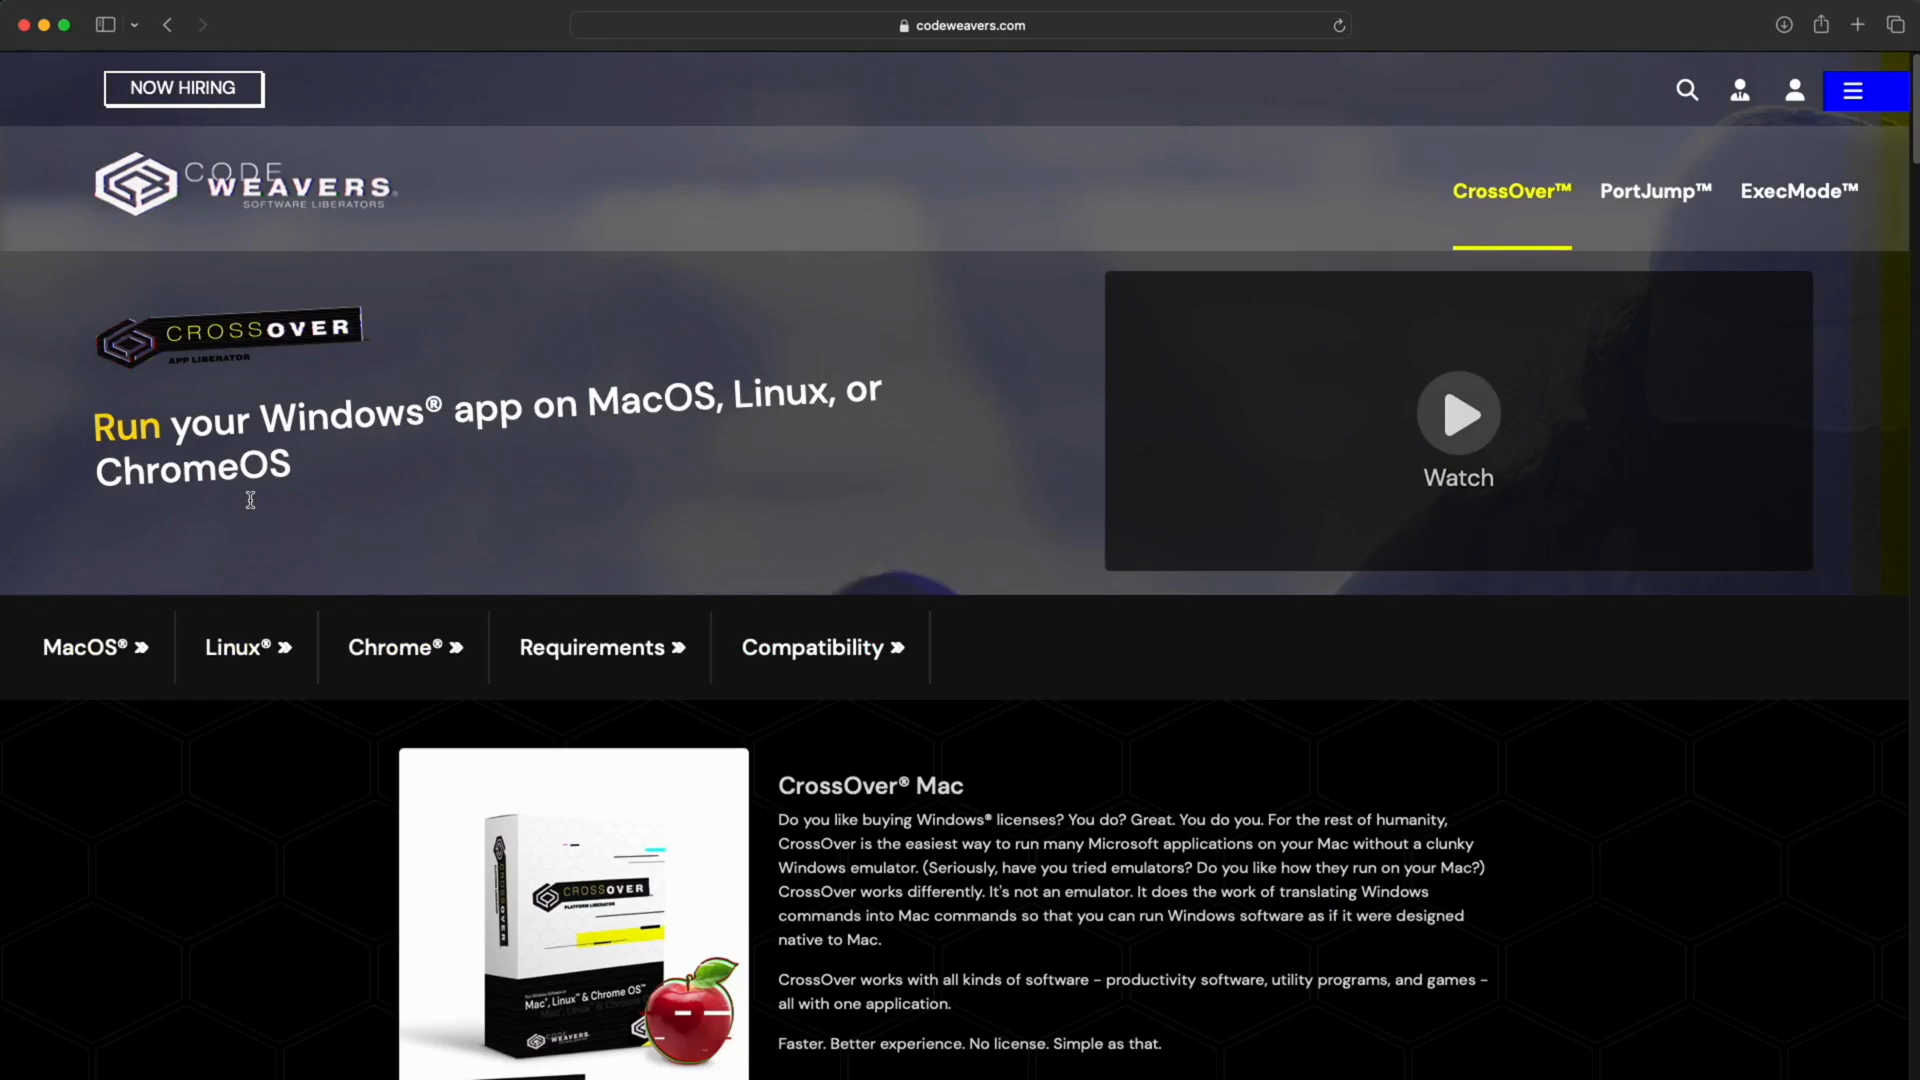 codeweavers.com
NOW HIRING
CODE
WEAVERS®
SOFTWARE LIBERATORS
CrossOver™ PortJump™ ExecMode™
CROSSOVER
APP LIBERATOR
Run your Windows® app on MacOS, Linux, or
ChromeOS
Watch
MacOS® » Linux® » Chrome® » Requirements » Compatibility »
CrossOver® Mac
Do you like buying Windows® licenses? You do? Great. You do you. For the rest of humanity,
CrossOver is the easiest way to run many Microsoft applications on your Mac without a clunky
Windows emulator. (Seriously, have you tried emulators? Do you like how they run on your Mac?)
CrossOver works differently. It's not an emulator. It does the work of translating Windows
commands into Mac commands so that you can run Windows software as if it were designed
native to Mac.
CrossOver works with all kinds of software – productivity software, utility programs, and games –
all with one application.
Faster. Better experience. No license. Simple as that.
CROSSOVER
CROSSOVER
PLATFORM LIBERATOR
Mac®, Linux™ & Chrome OS™
CODE
WEAVERS